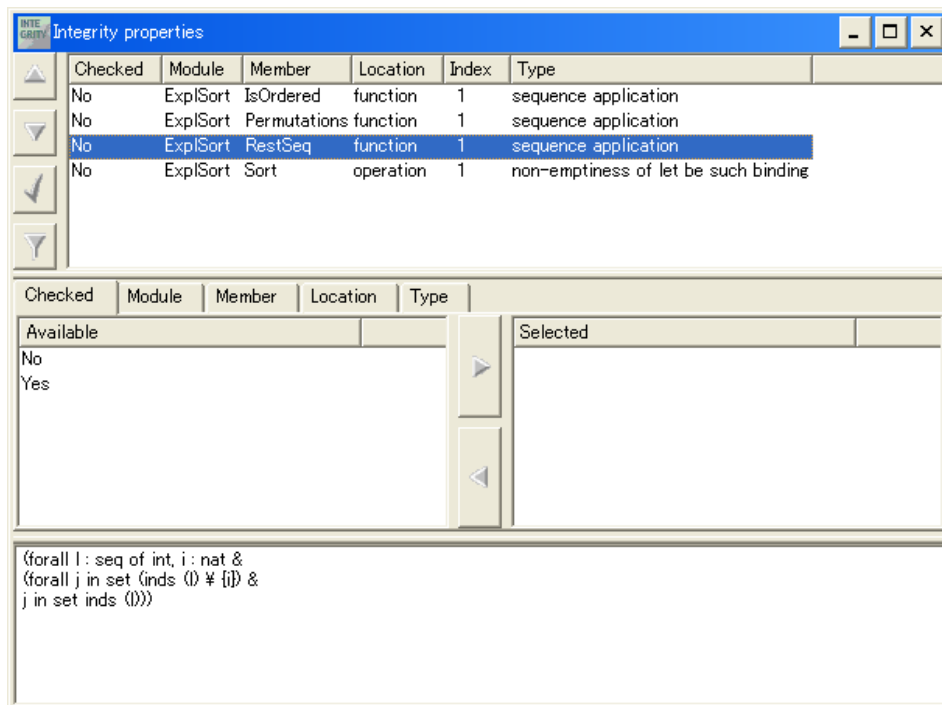 INTE GRITY Integrity properties
Checked Module Member Location Index Type
No ExplSort IsOrdered function 1 sequence application
No ExplSort Permutations function 1 sequence application
No ExplSort RestSeq function 1 sequence application
No ExplSort Sort operation 1 non-emptiness of let be such binding
Checked Module Member Location Type
Available Selected
No
Yes
(forall l : seq of int, i : nat &
(forall j in set (inds (l) ¥ {i}) &
j in set inds (l)))